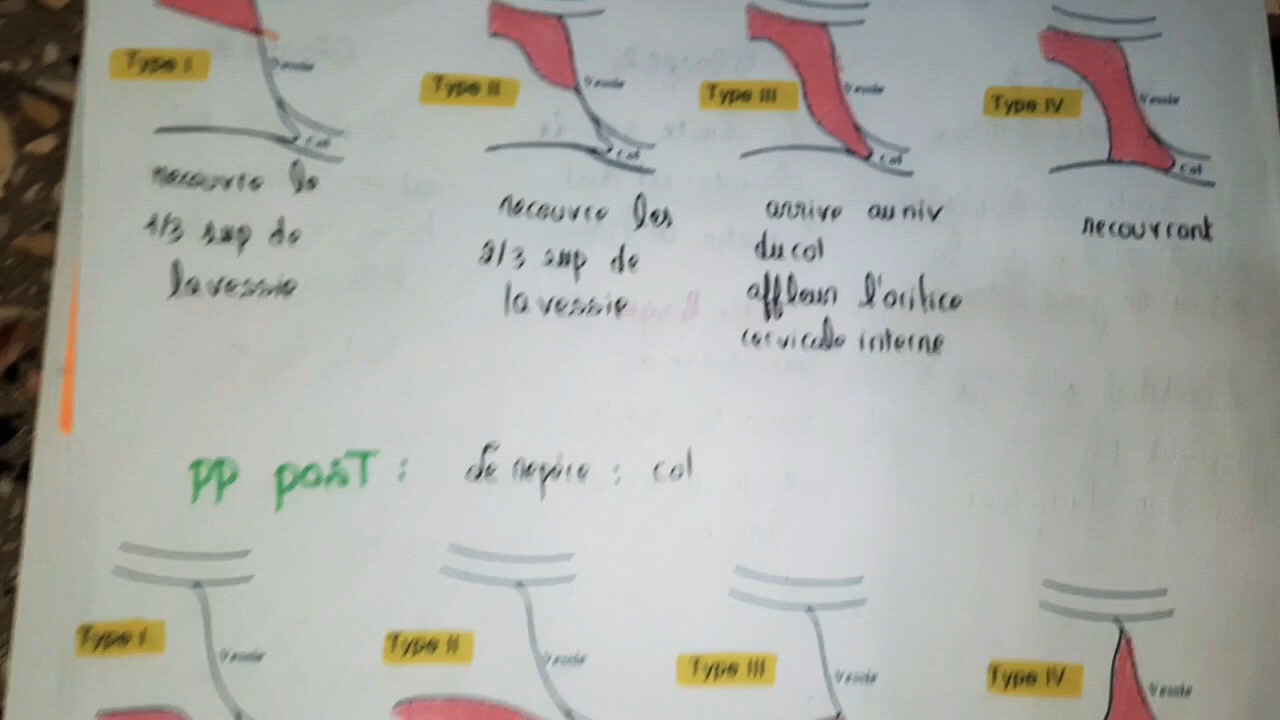 Type I
Vessie
Col
recouvre le
1/3 sup de
la vessie
Type II
Vessie
Col
recouvre les
2/3 sup de
la vessie
Type III
Vessie
Col
arrive au niv
du col
affleur l'orifice
cervicale interne
Type IV
Vessie
Col
recouvrant
PP posT : de repère : col
Type I
Vessie
Type II
Vessie
Type III
Vessie
Type IV
Vessie